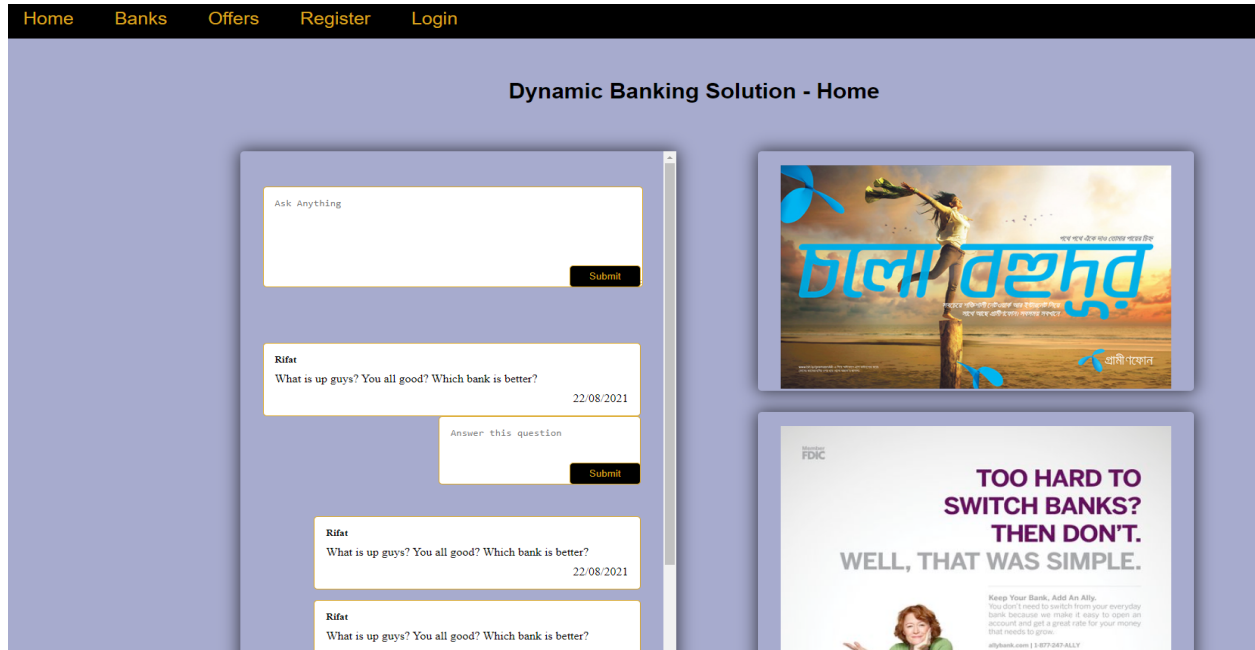 Home Banks Offers Register Login
Dynamic Banking Solution - Home
Ask Anything
Submit
Rifat
What is up guys? You all good? Which bank is better?
22/08/2021
Answer this question
Submit
Rifat
What is up guys? You all good? Which bank is better?
22/08/2021
Rifat
What is up guys? You all good? Which bank is better?
পথে পথে এঁকে দাও তোমার পায়ের চিহ্ন
চলো বহুদূর
গ্রামীণফোন
Member
FDIC
TOO HARD TO
SWITCH BANKS?
THEN DON'T.
WELL, THAT WAS SIMPLE.
Keep Your Bank, Add An Ally.
You don't need to switch from your everyday
bank because we make it easy to open an
account and get a great rate for your money
that needs to grow.
allybank.com | 1-877-247-ALLY